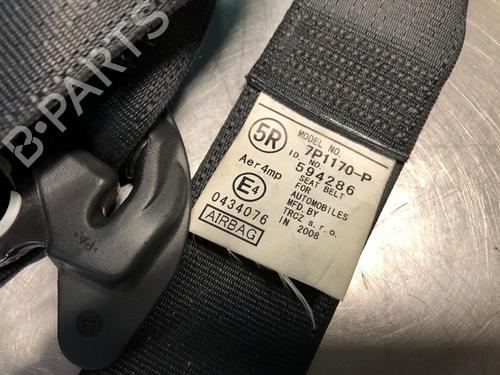 B-PARTS
5R
MODEL NO.
7P1170-P
ID NO.
594286
Aer4mp
E4
0434076
AIRBAG
SEAT BELT
FOR
AUTOMOBILES
MFD. BY
TRCZ s.r.o.
IN 2008
>PA<